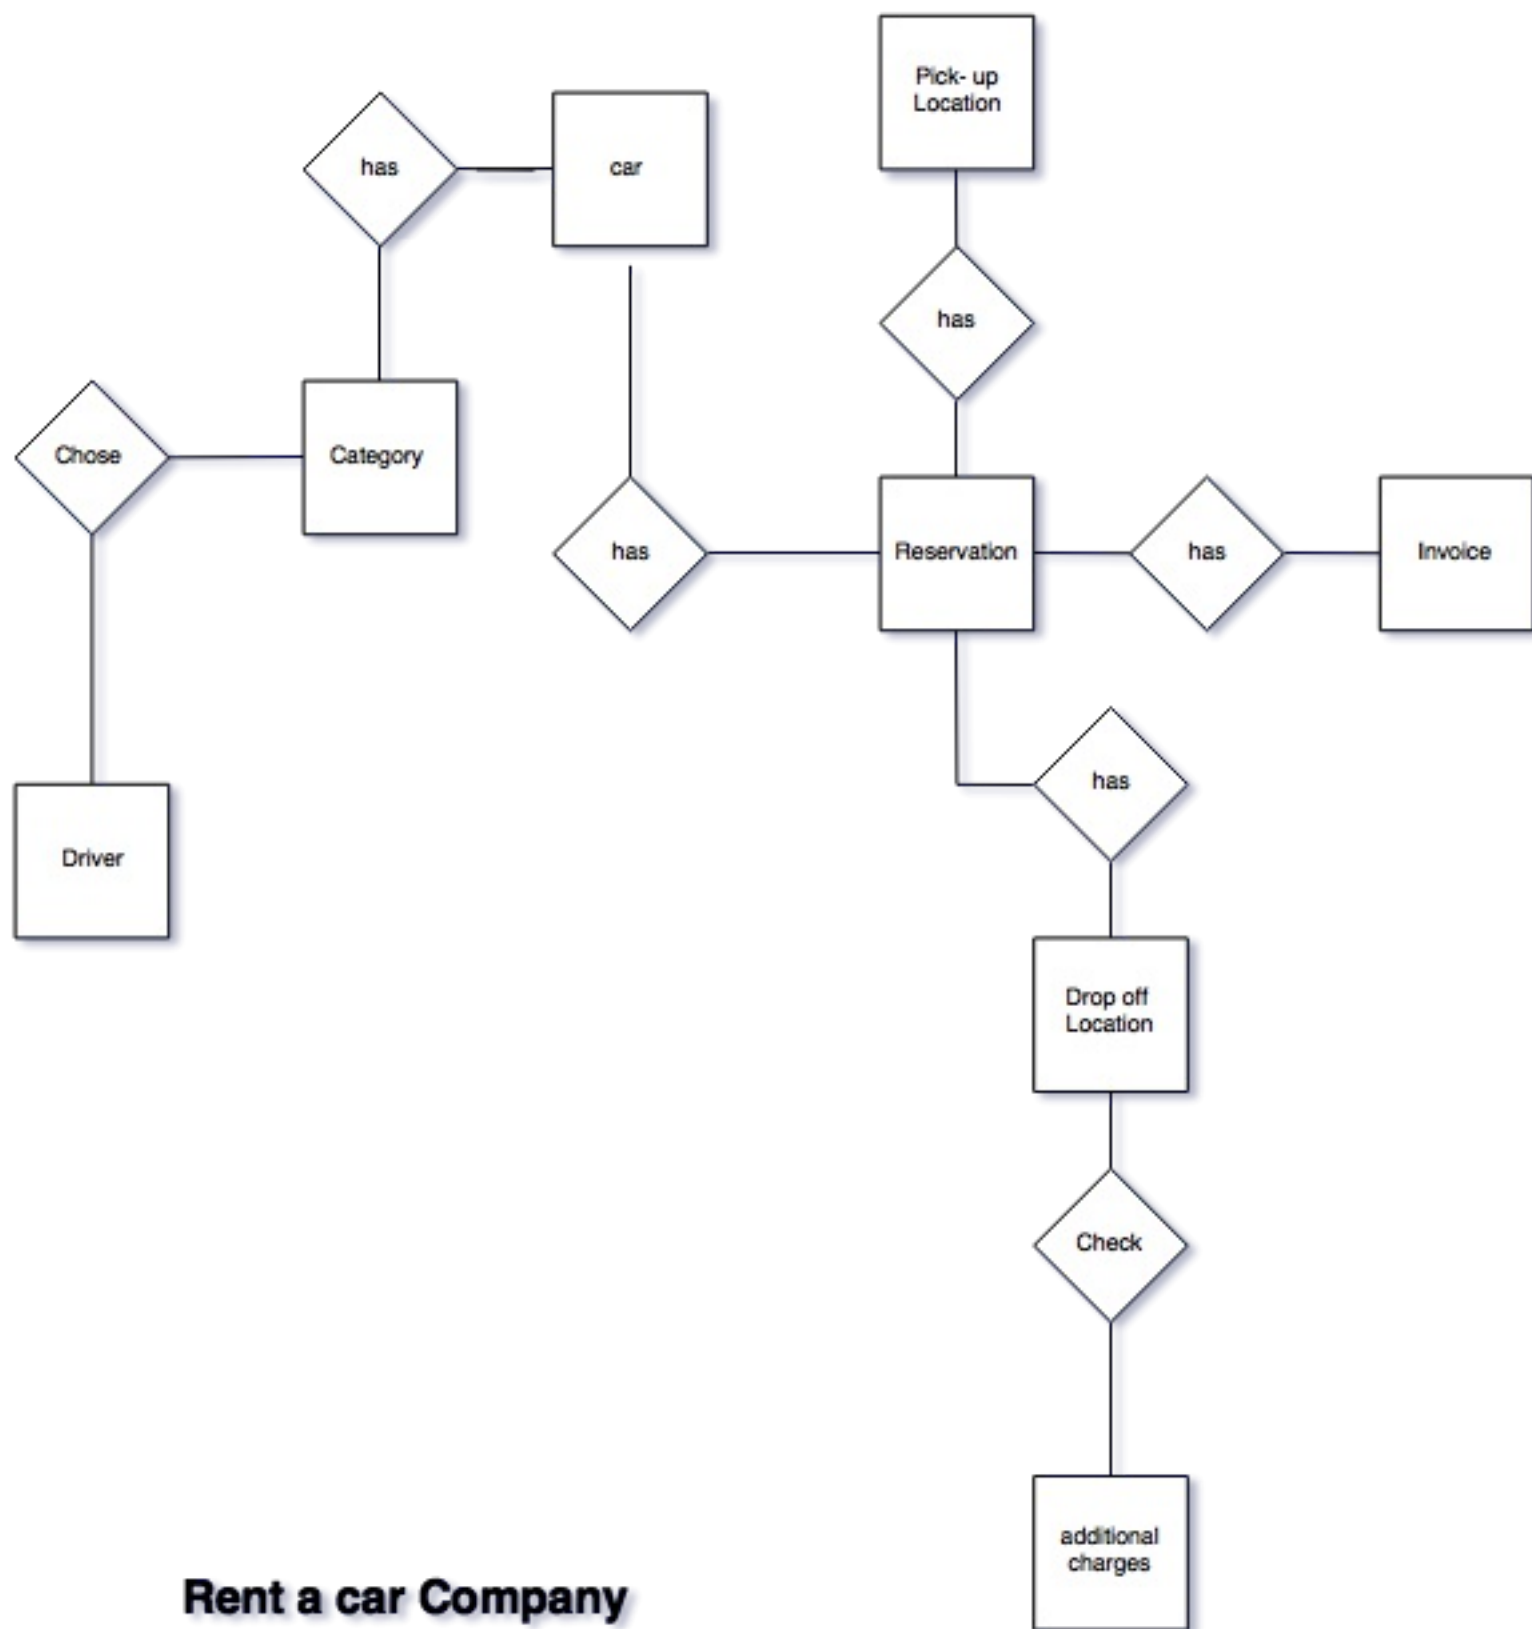 Pick- up
Location
has
car
has
Chose
Category
has
Reservation
has
Invoice
has
Driver
Drop off
Location
Check
additional
charges
Rent a car Company